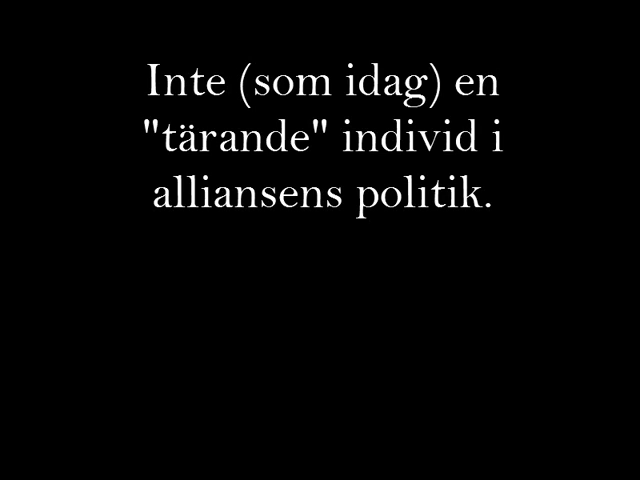 Inte (som idag) en
"tärande" individ i
alliansens politik.